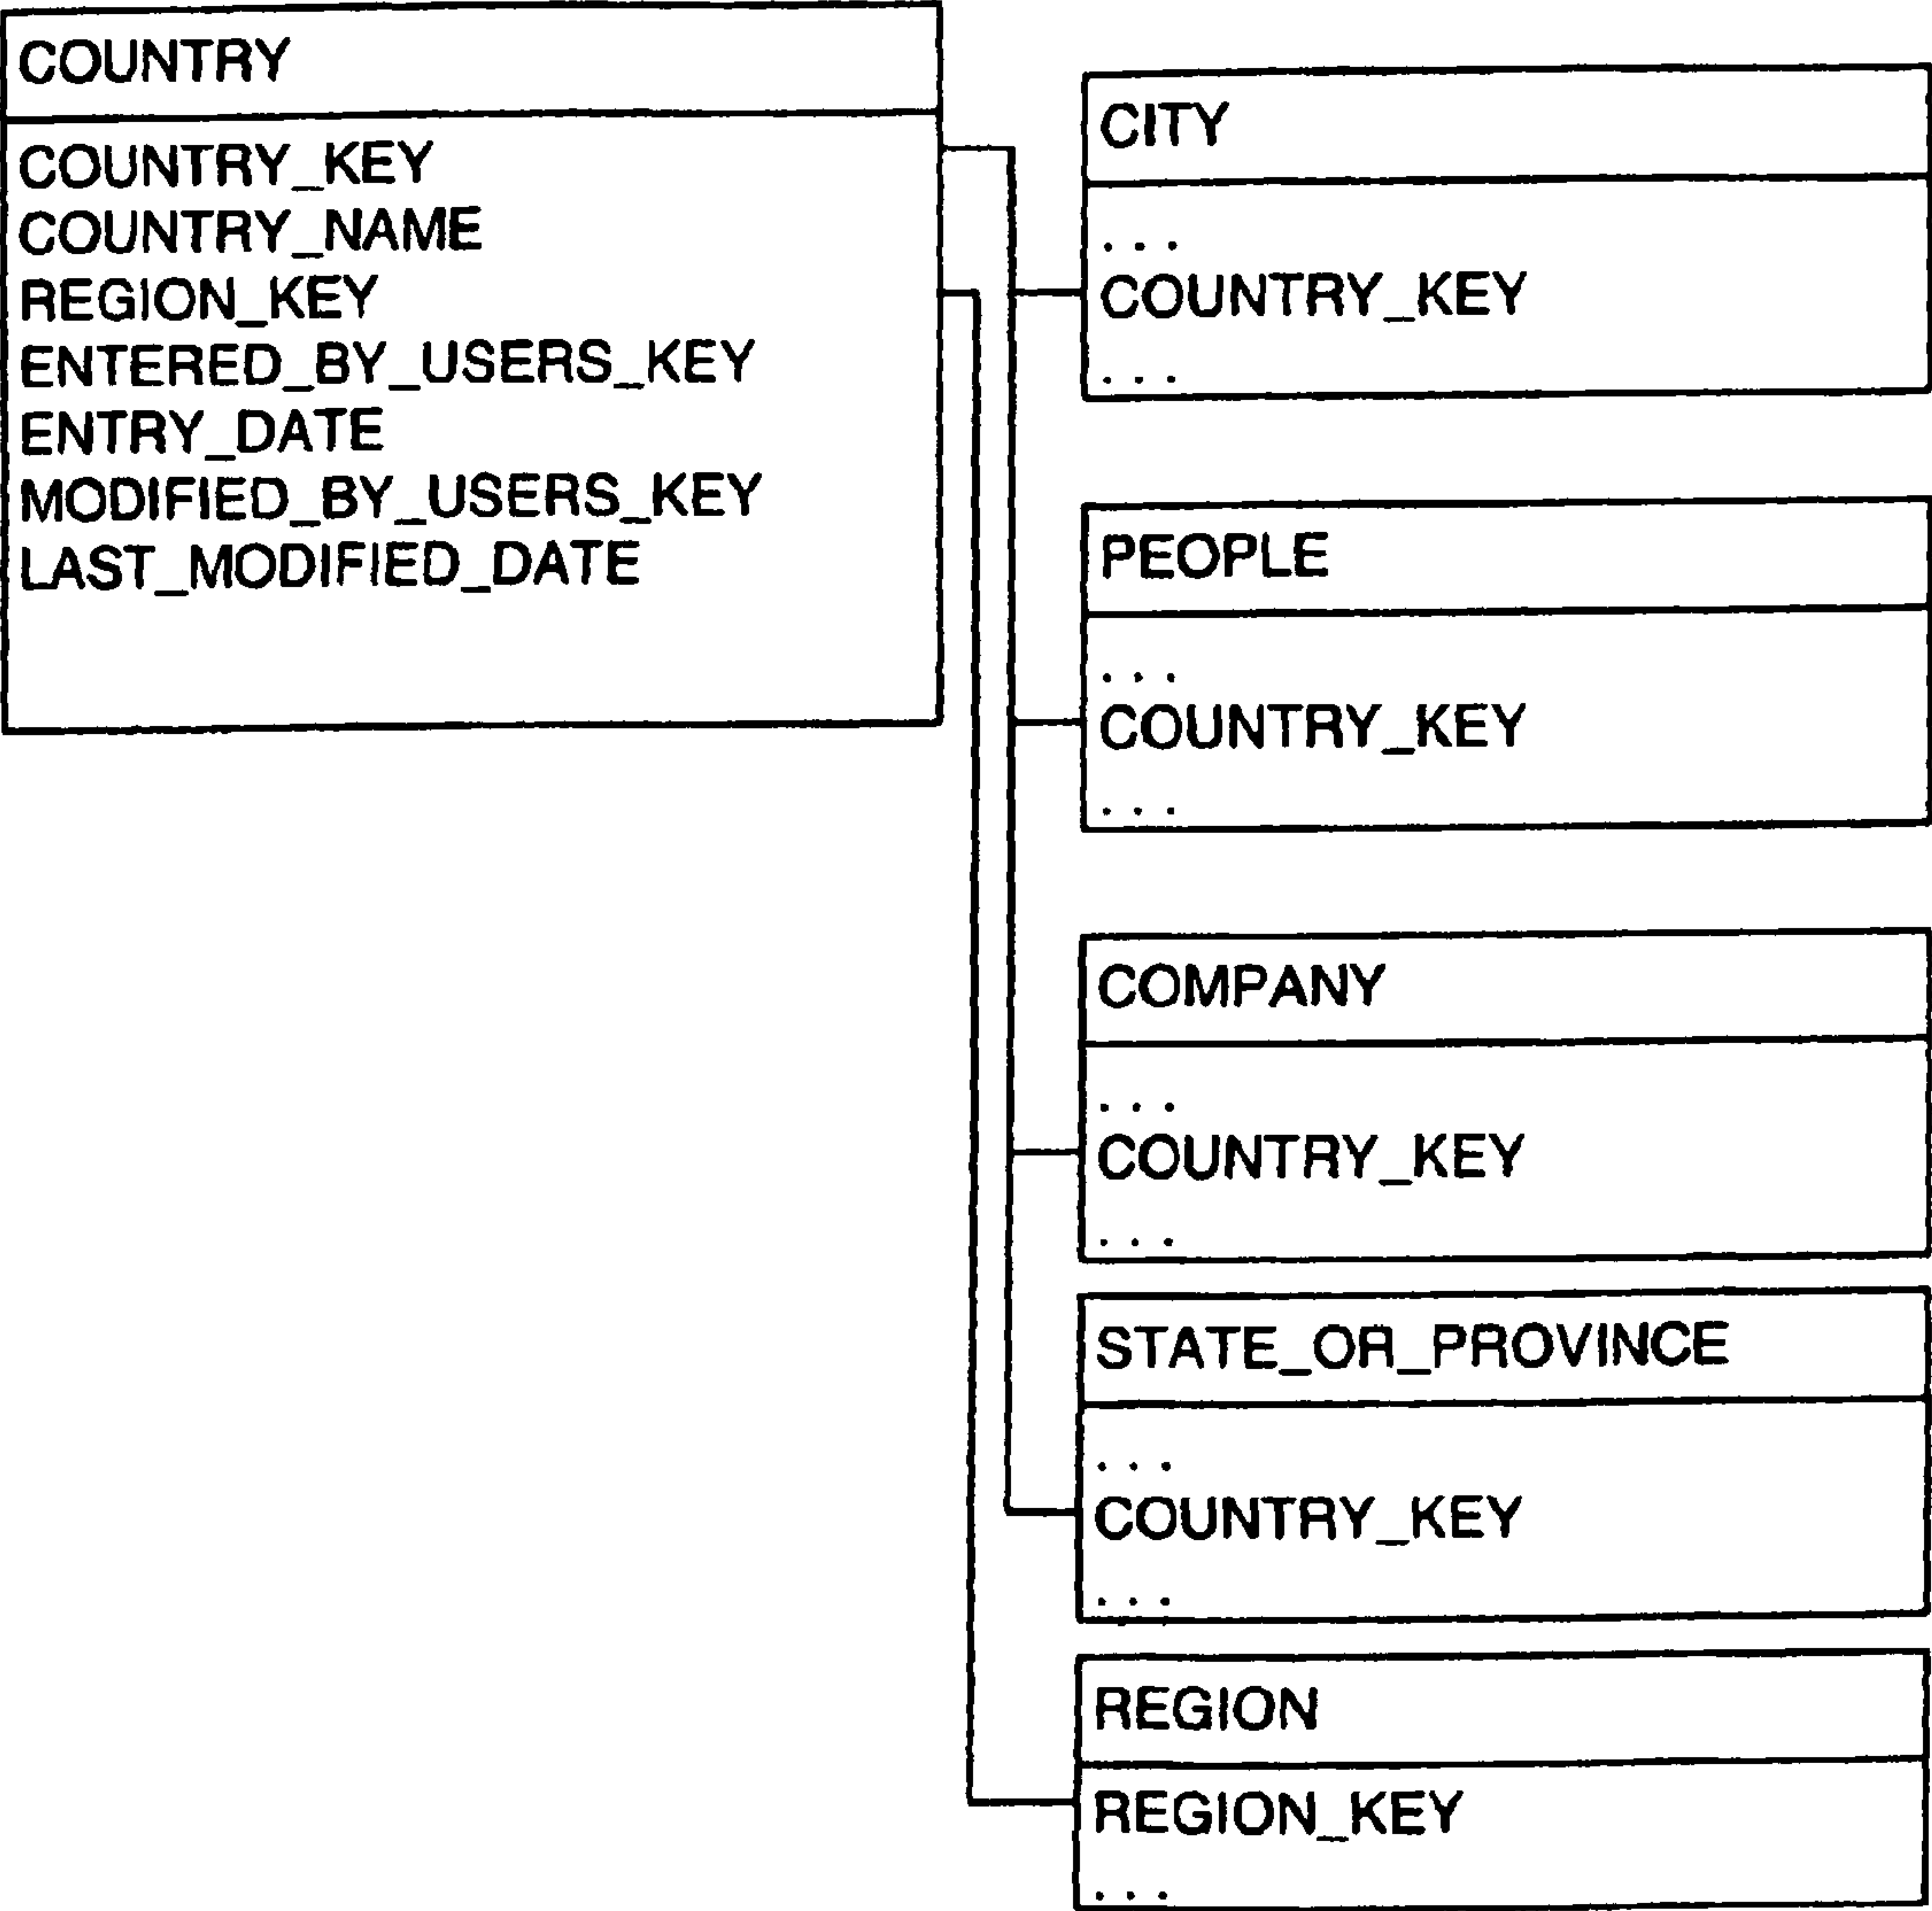 COUNTRY
COUNTRY_KEY
COUNTRY_NAME
REGION_KEY
ENTERED_BY_USERS_KEY
ENTRY_DATE
MODIFIED_BY_USERS_KEY
LAST_MODIFIED_DATE
CITY
...
COUNTRY_KEY
...
PEOPLE
...
COUNTRY_KEY
...
COMPANY
...
COUNTRY_KEY
...
STATE_OR_PROVINCE
...
COUNTRY_KEY
...
REGION
REGION_KEY
...